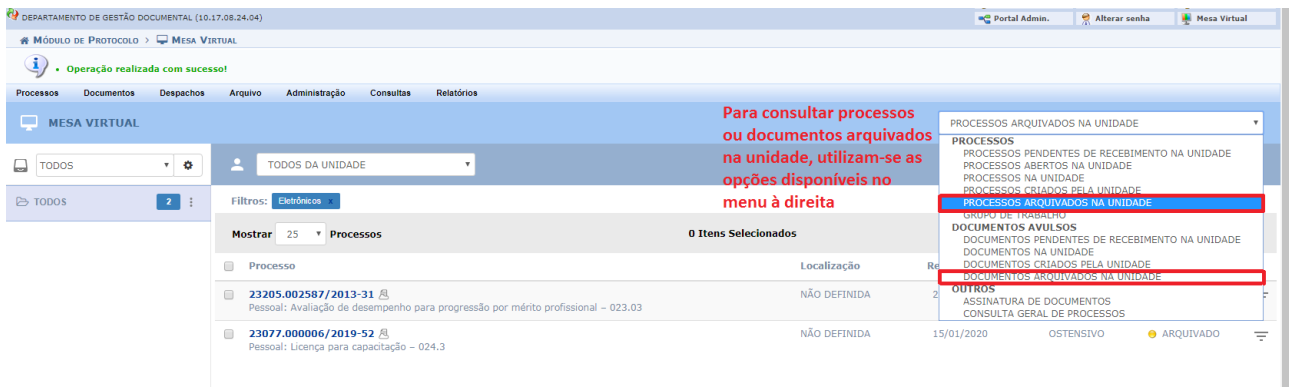 DEPARTAMENTO DE GESTÃO DOCUMENTAL (10.17.08.24.04)
Portal Admin. Alterar senha Mesa Virtual
MÓDULO DE PROTOCOLO > MESA VIRTUAL
• Operação realizada com sucesso!
Processos Documentos Despachos Arquivo Administração Consultas Relatórios
MESA VIRTUAL
Para consultar processos
ou documentos arquivados
na unidade, utilizam-se as
opções disponíveis no
menu à direita
PROCESSOS ARQUIVADOS NA UNIDADE
PROCESSOS
PROCESSOS PENDENTES DE RECEBIMENTO NA UNIDADE
PROCESSOS ABERTOS NA UNIDADE
PROCESSOS NA UNIDADE
PROCESSOS CRIADOS PELA UNIDADE
PROCESSOS ARQUIVADOS NA UNIDADE
GRUPO DE TRABALHO
DOCUMENTOS AVULSOS
DOCUMENTOS PENDENTES DE RECEBIMENTO NA UNIDADE
DOCUMENTOS NA UNIDADE
DOCUMENTOS CRIADOS PELA UNIDADE
DOCUMENTOS ARQUIVADOS NA UNIDADE
OUTROS
ASSINATURA DE DOCUMENTOS
CONSULTA GERAL DE PROCESSOS
TODOS
TODOS DA UNIDADE
TODOS 2
Filtros: Eletrônicos x
Mostrar 25 Processos
0 Itens Selecionados
Processo Localização
23205.002587/2013-31 NÃO DEFINIDA
Pessoal: Avaliação de desempenho para progressão por mérito profissional – 023.03
23077.000006/2019-52 NÃO DEFINIDA 15/01/2020 OSTENSIVO ARQUIVADO
Pessoal: Licença para capacitação – 024.3